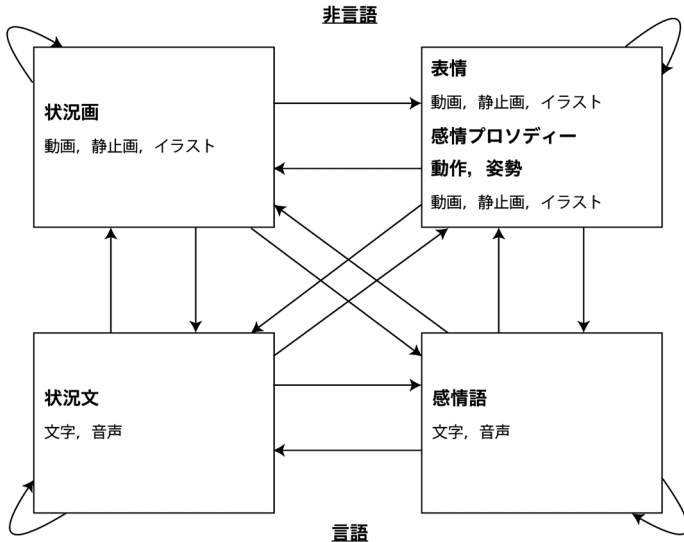 非言語
状況画
動画，静止画，イラスト
表情
動画，静止画，イラスト
感情プロソディー
動作，姿勢
動画，静止画，イラスト
状況文
文字，音声
感情語
文字，音声
言語